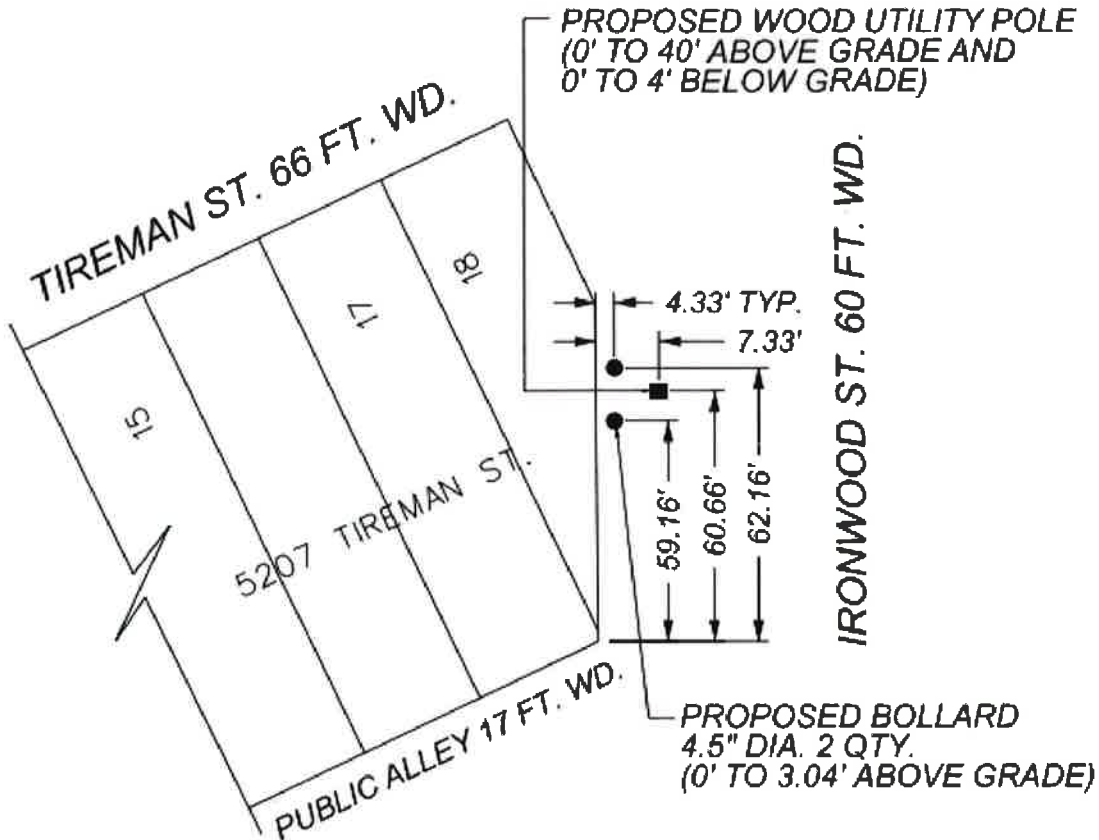 PROPOSED WOOD UTILITY POLE
(0' TO 40' ABOVE GRADE AND
0' TO 4' BELOW GRADE)
TIREMAN ST. 66 FT. WD.
IRONWOOD ST. 60 FT. WD.
18
17
15
4.33' TYP.
7.33'
5207 TIREMAN ST.
59.16'
60.66'
62.16'
PUBLIC ALLEY 17 FT. WD.
PROPOSED BOLLARD
4.5" DIA. 2 QTY.
(0' TO 3.04' ABOVE GRADE)